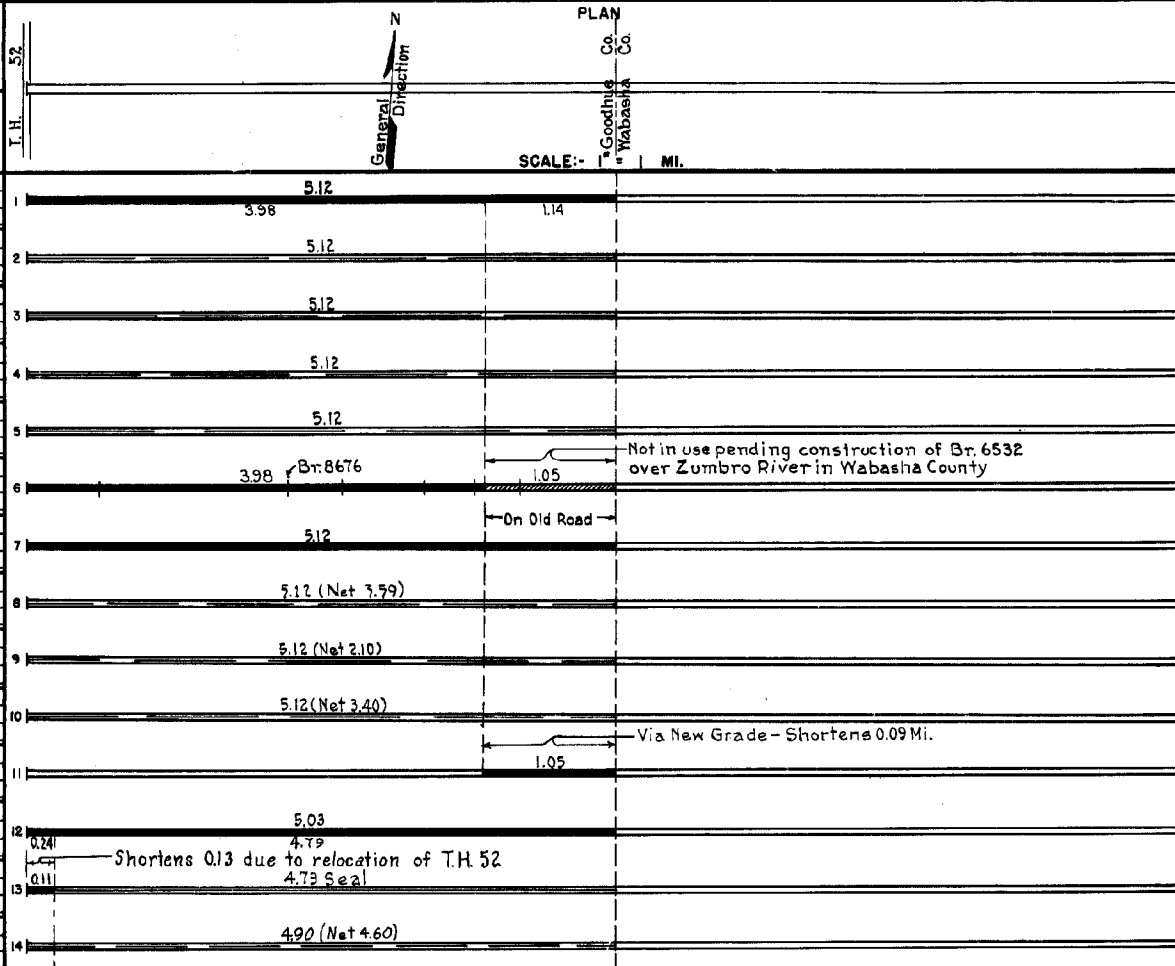 PLAN
T. H. 52
N
General Direction
Goodhue Co.
Wabasha Co.
SCALE:- 1" = 1 MI.
1
5.12
3.98
1.14
2
5.12
3
5.12
4
5.12
5
5.12
Not in use pending construction of Br. 6532
over Zumbro River in Wabasha County
6
3.98
Br. 8676
1.05
On Old Road
7
5.12
8
5.12 (Net 3.59)
9
5.12 (Net 2.10)
10
5.12 (Net 3.40)
Via New Grade - Shortens 0.09 Mi.
11
1.05
12
5.03
0.24
4.79
Shortens 0.13 due to relocation of T.H. 52
13
0.11
4.79 Seal
14
4.90 (Net 4.60)